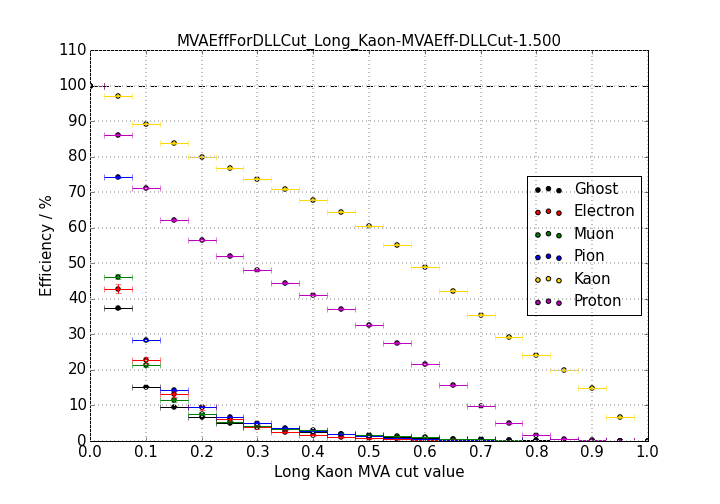 MVAEffForDLLCut_Long_Kaon-MVAEff-DLLCut-1.500
110
100
90
80
70
60
50
40
30
20
10
0
Efficiency / %
Ghost
Electron
Muon
Pion
Kaon
Proton
0.0 0.1 0.2 0.3 0.4 0.5 0.6 0.7 0.8 0.9 1.0
Long Kaon MVA cut value